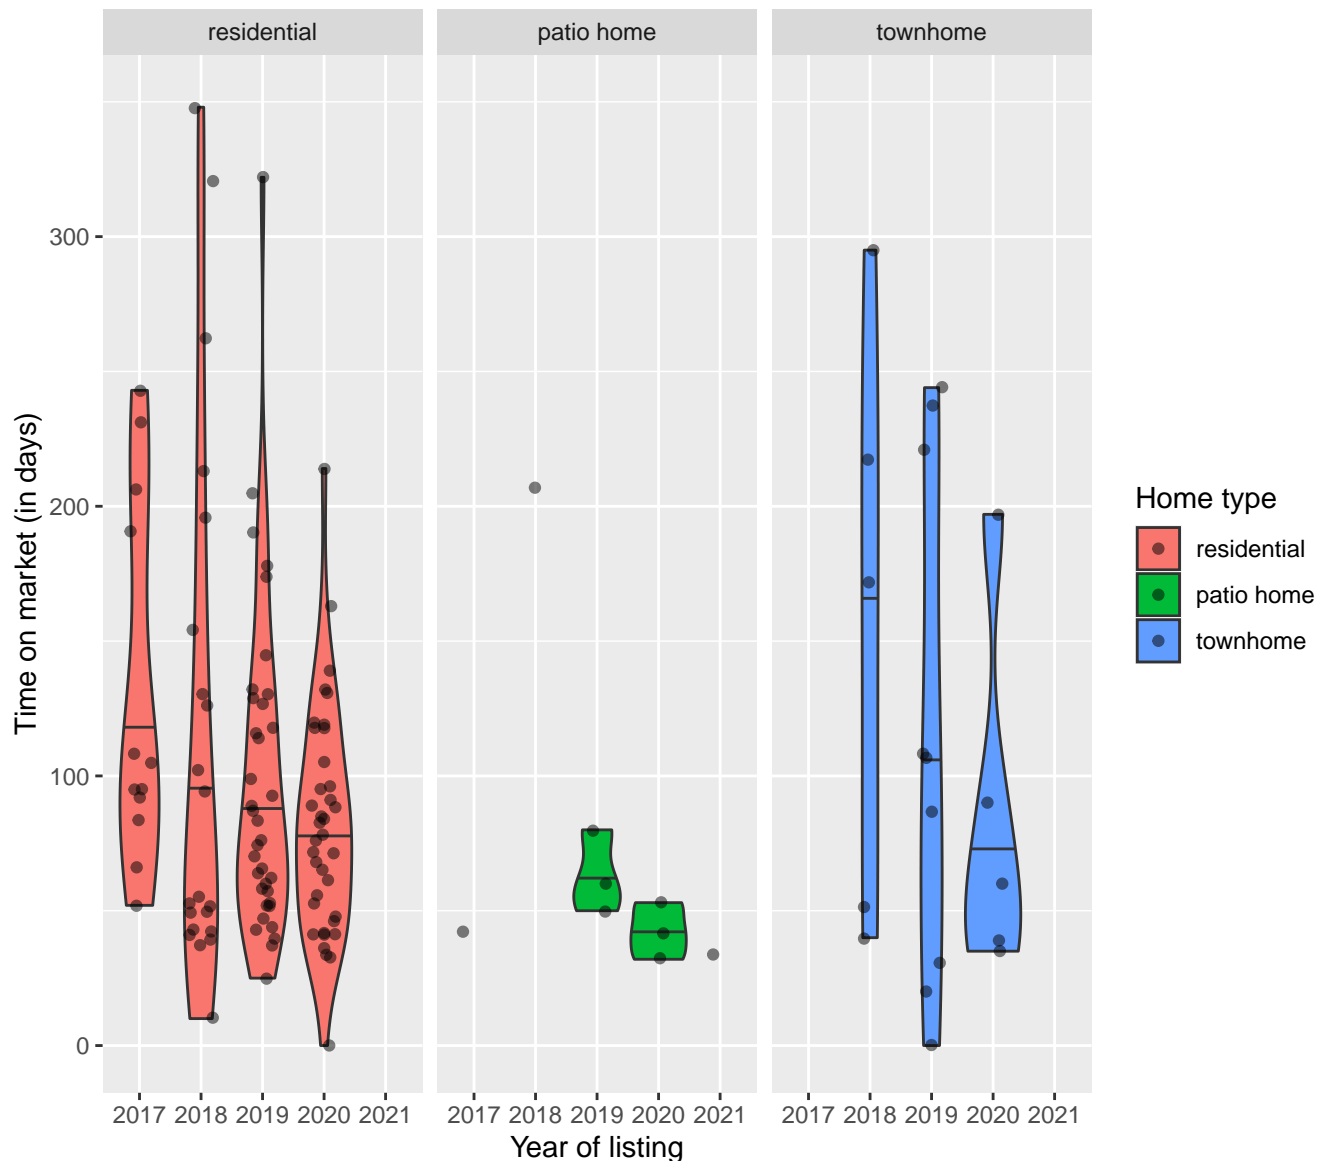 residential patio home townhome
300
200
100
0
Time on market (in days)
2017 2018 2019 2020 2021 2017 2018 2019 2020 2021 2017 2018 2019 2020 2021
Year of listing
Home type
residential
patio home
townhome